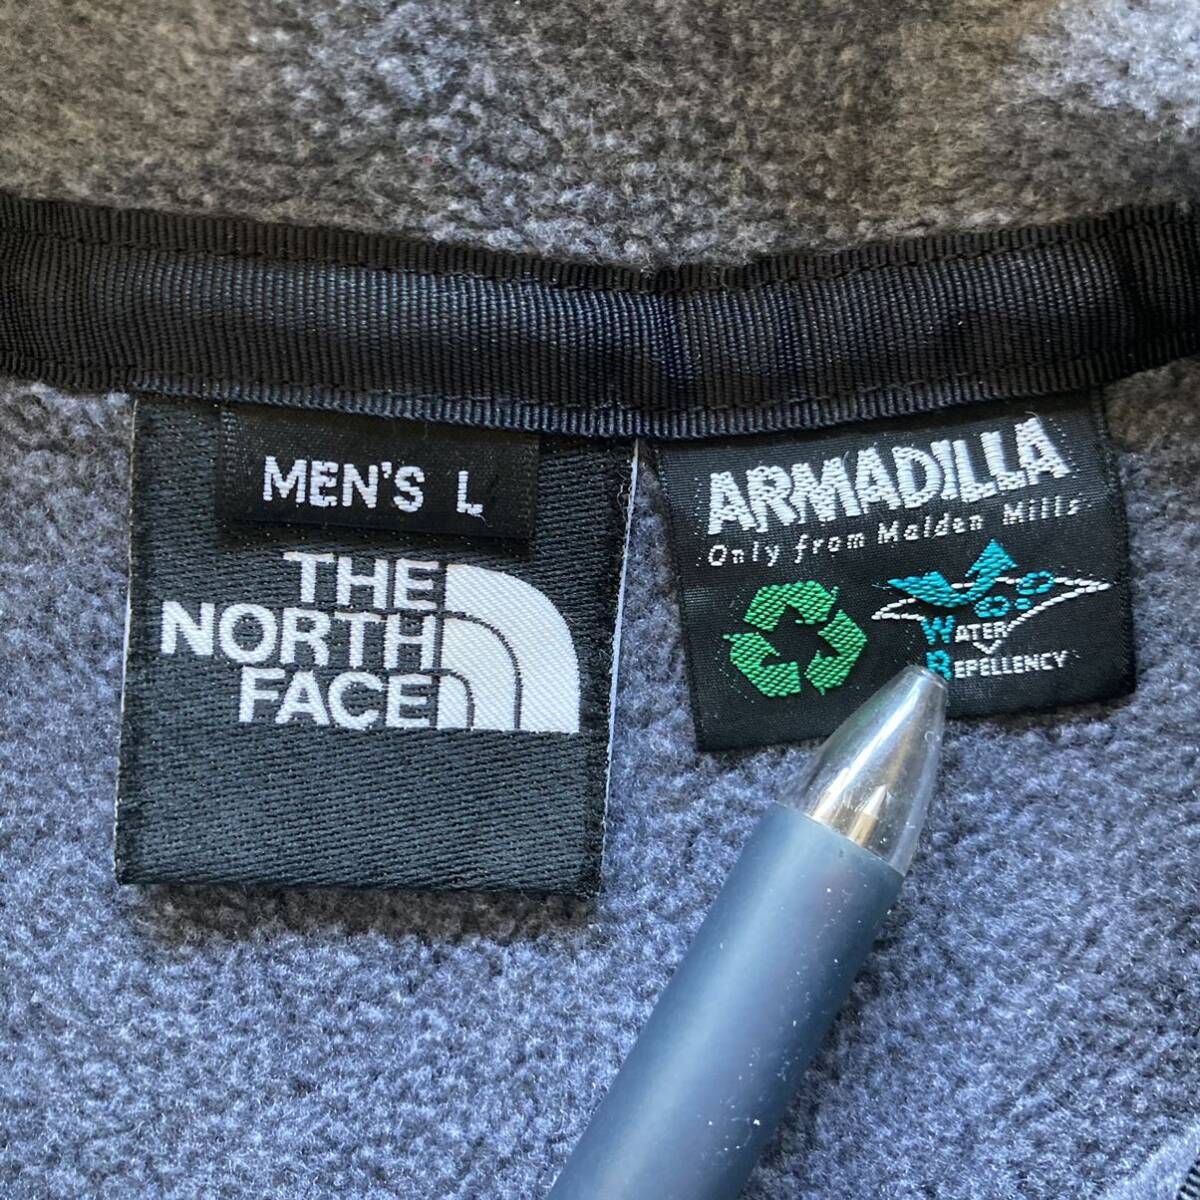 MEN'S L
THE
NORTH
FACE
ARMADILLA
Only from Malden Mills
WATER
REPELLENCY